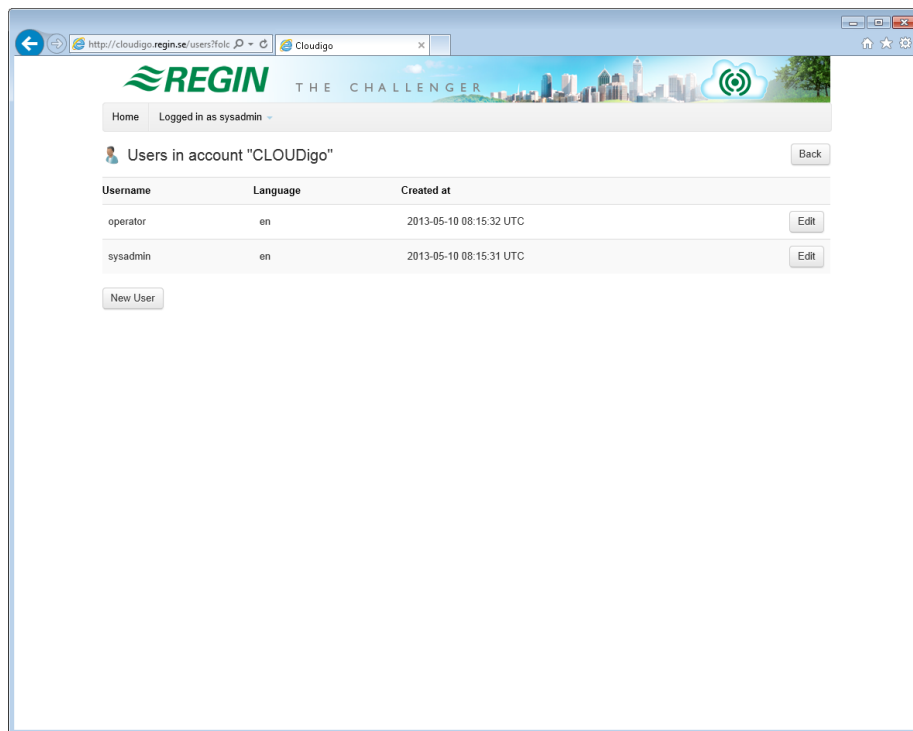 http://cloudigo.regin.se/users?folc
Cloudigo
REGIN THE CHALLENGER
Home Logged in as sysadmin
Users in account "CLOUDigo" Back
Username Language Created at
operator en 2013-05-10 08:15:32 UTC Edit
sysadmin en 2013-05-10 08:15:31 UTC Edit
New User